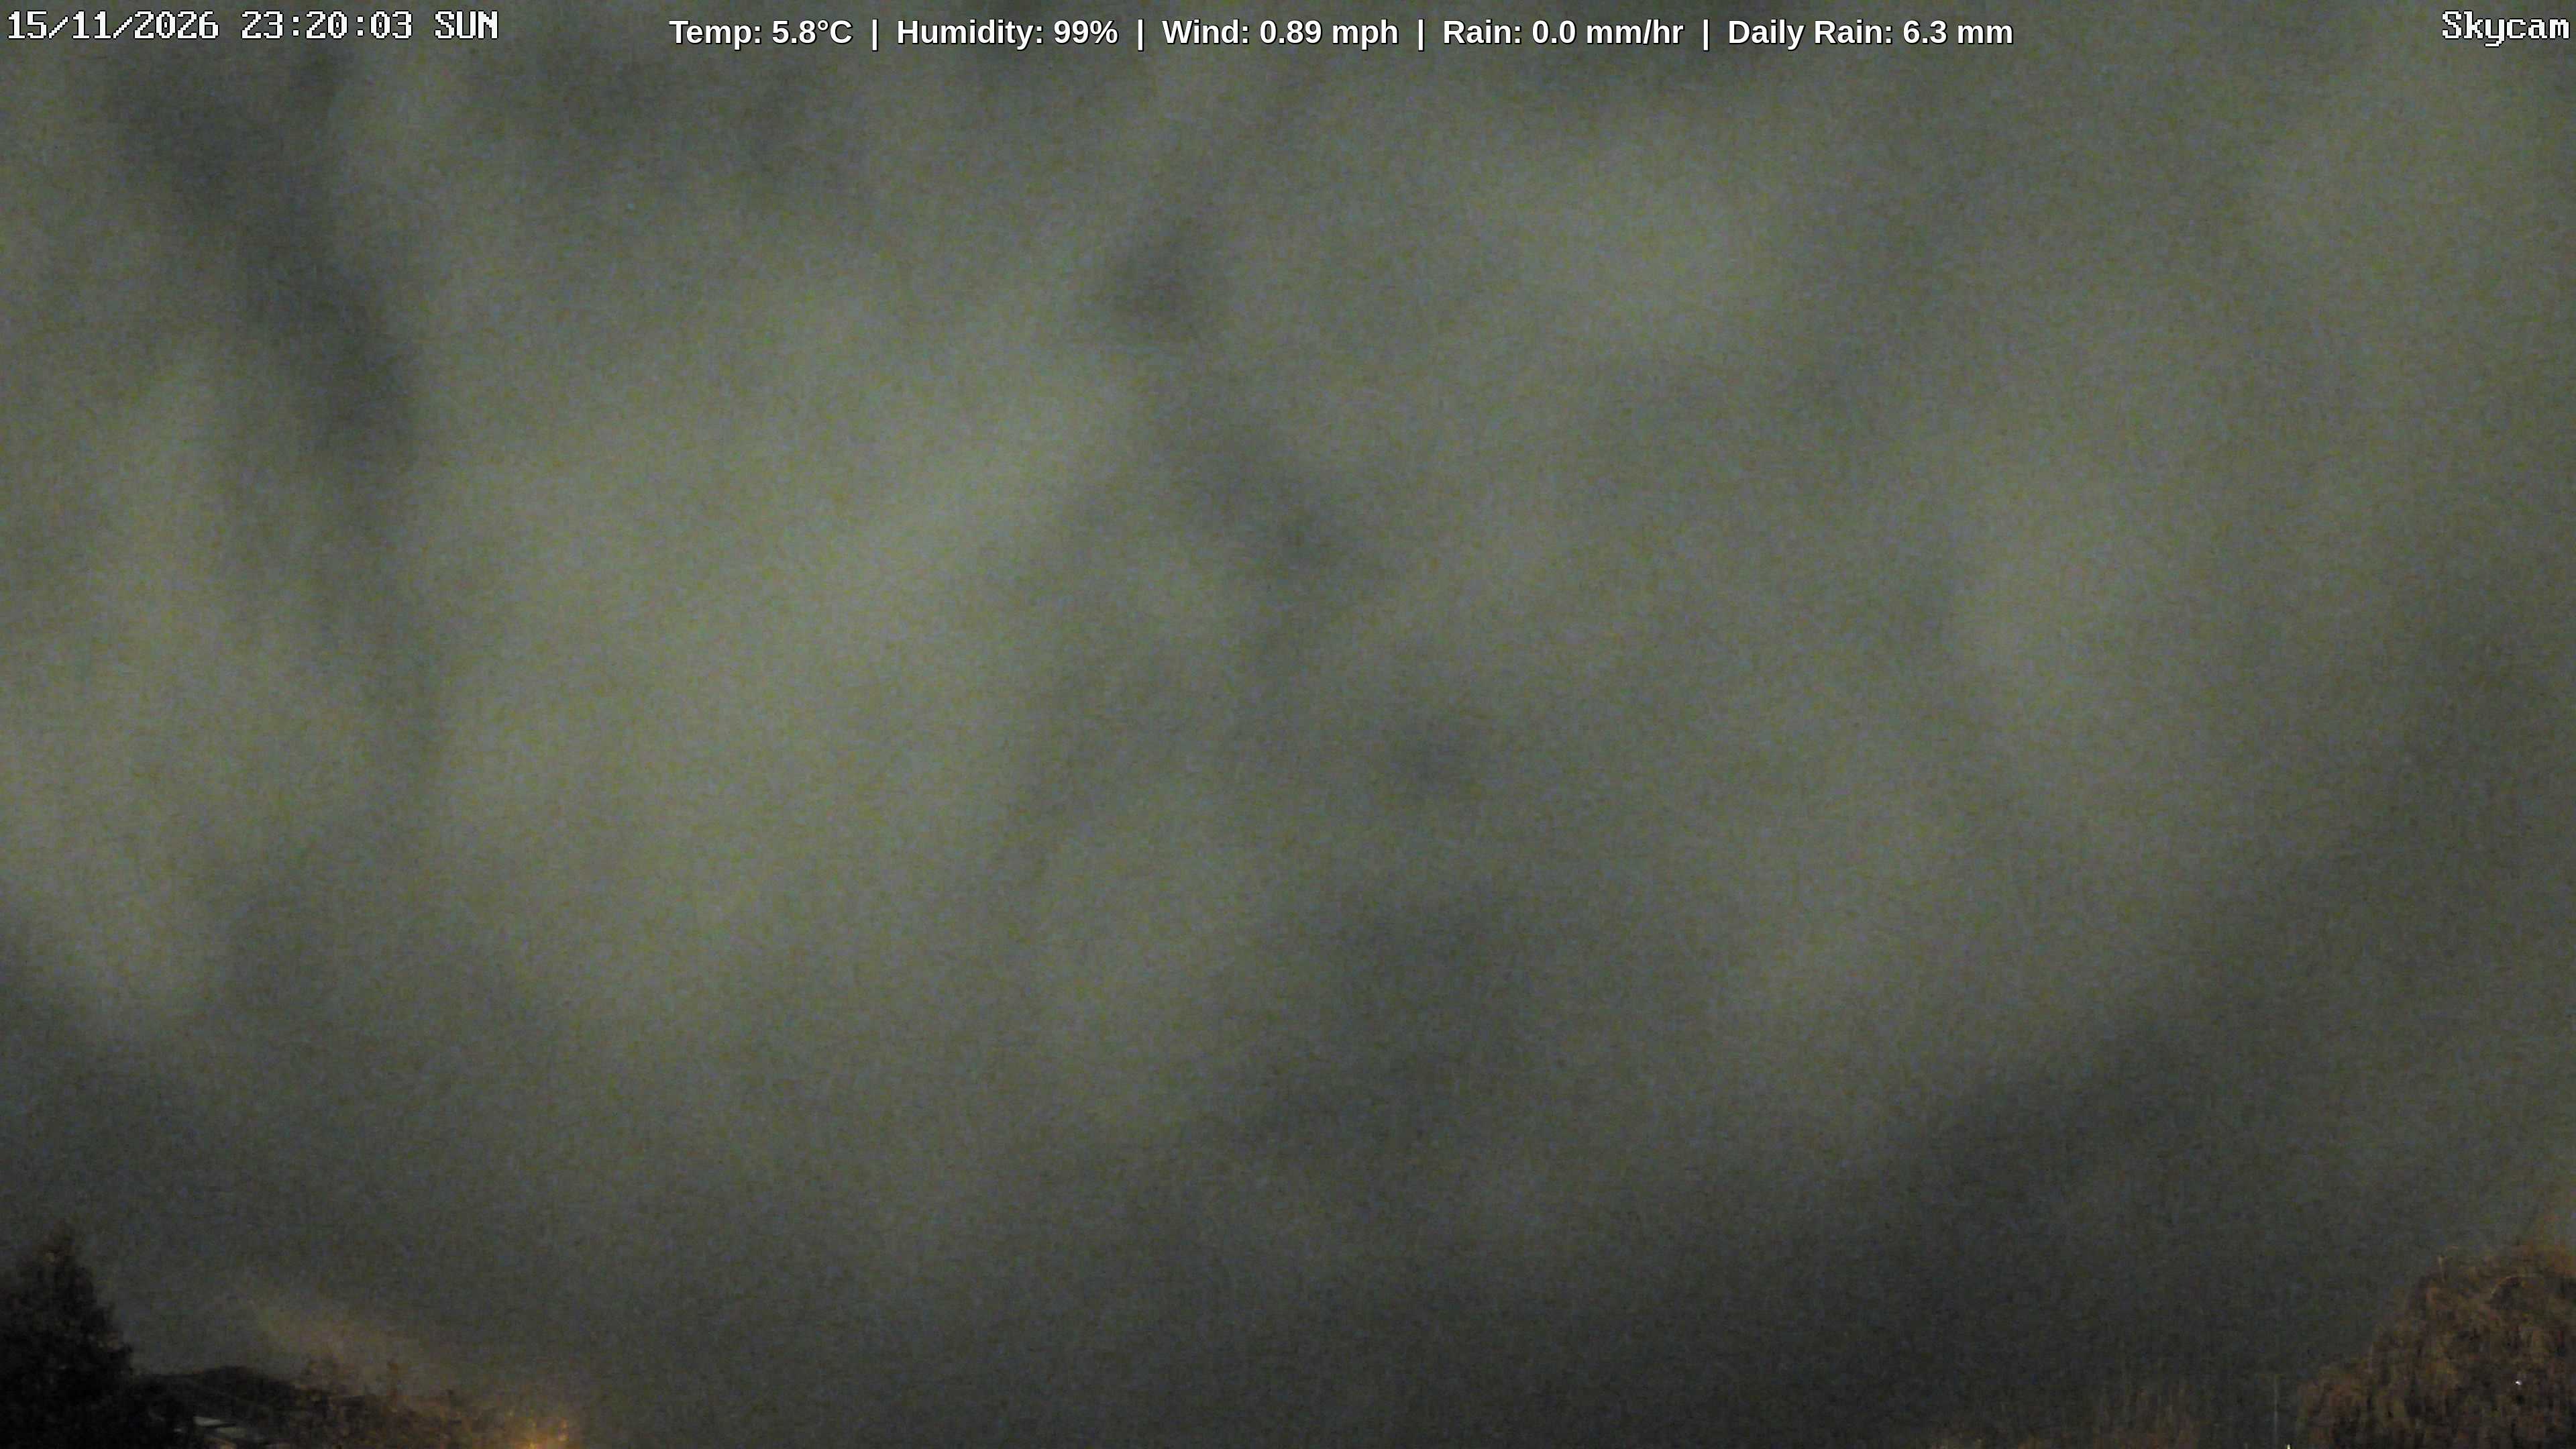 15/11/2026 23:20:03 SUN
Temp: 5.8°C | Humidity: 99% | Wind: 0.89 mph | Rain: 0.0 mm/hr | Daily Rain: 6.3 mm
Skycam